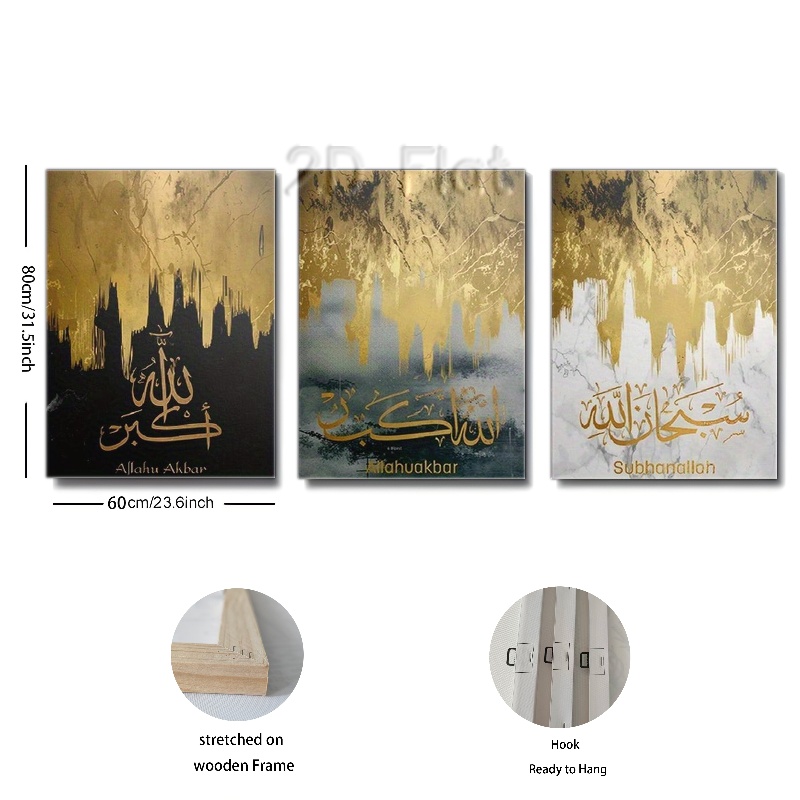 2D Flat
80cm/31.5inch
الله
أكبر
Allahu Akbar
الله أكبر
Allahuakbar
سبحان الله
Subhanallah
60cm/23.6inch
stretched on
wooden Frame
Hook
Ready to Hang